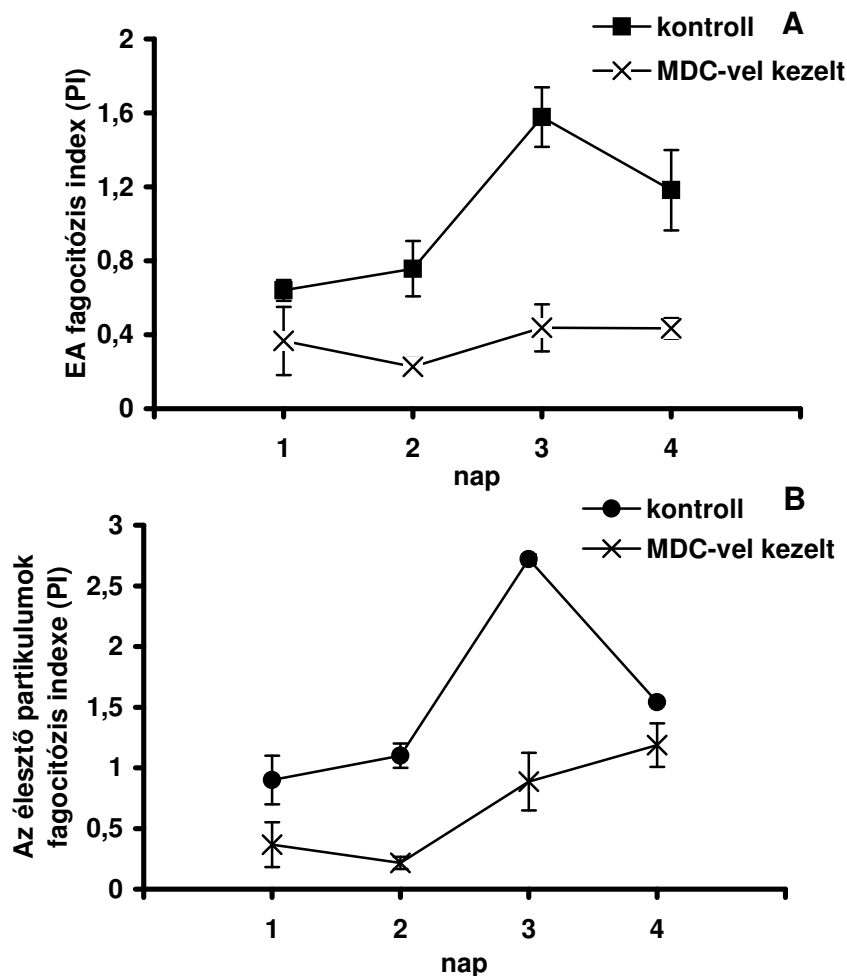 A
kontroll
MDC-vel kezelt
EA fagocitózis index (PI)
2
1,6
1,2
0,8
0,4
0
1 2 3 4
nap
B
kontroll
MDC-vel kezelt
Az élesztő partikulumok
fagocitózis indexe (PI)
3
2,5
2
1,5
1
0,5
0
1 2 3 4
nap